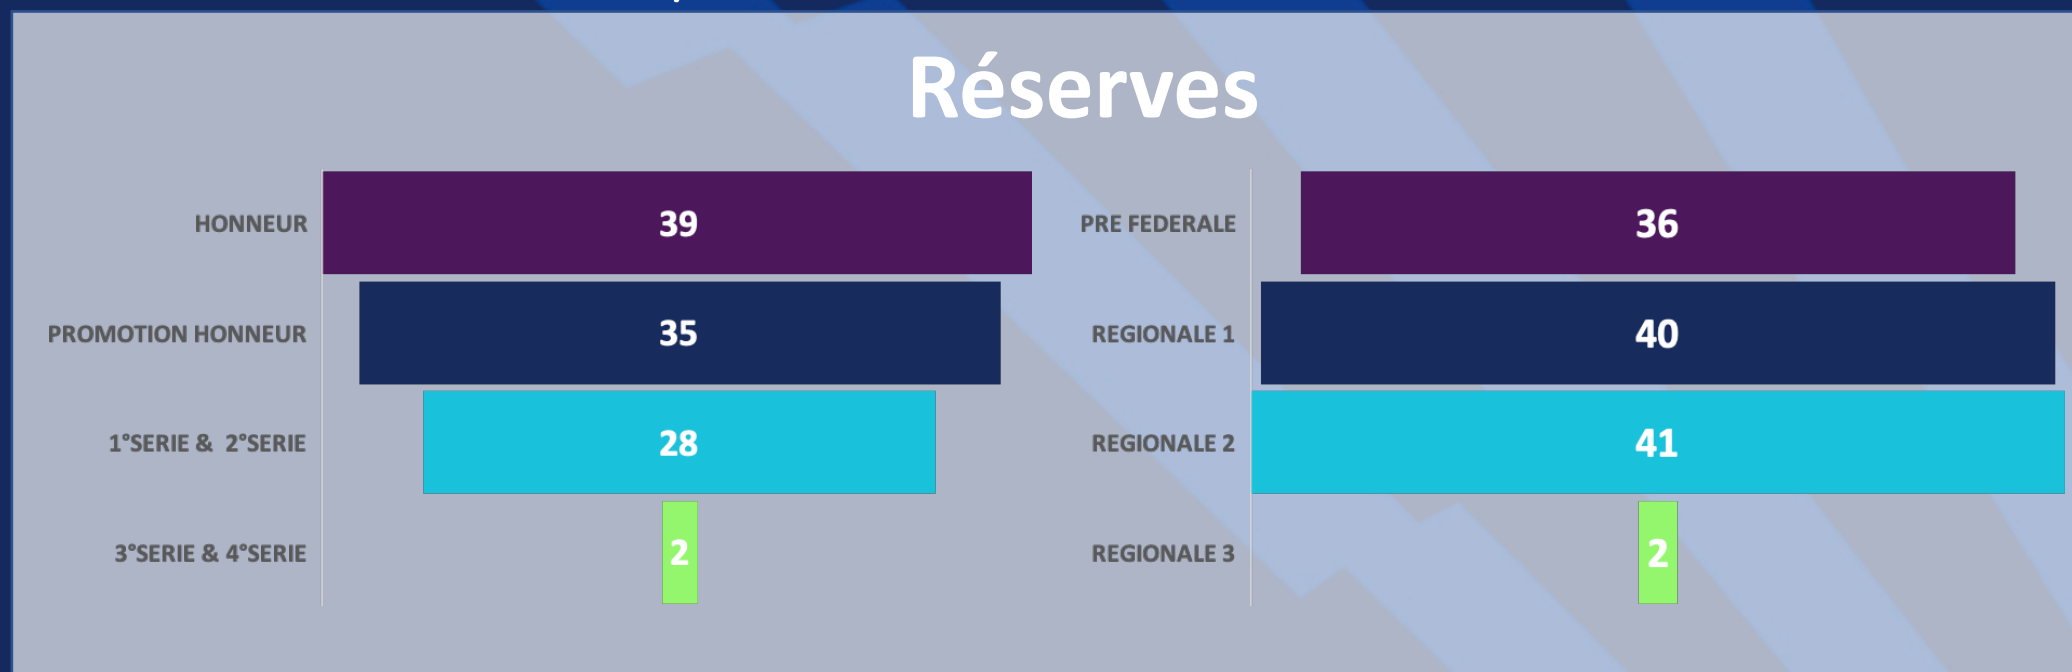 Réserves
HONNEUR 39
PROMOTION HONNEUR 35
1°SERIE & 2°SERIE 28
3°SERIE & 4°SERIE 2
PRE FEDERALE 36
REGIONALE 1 40
REGIONALE 2 41
REGIONALE 3 2